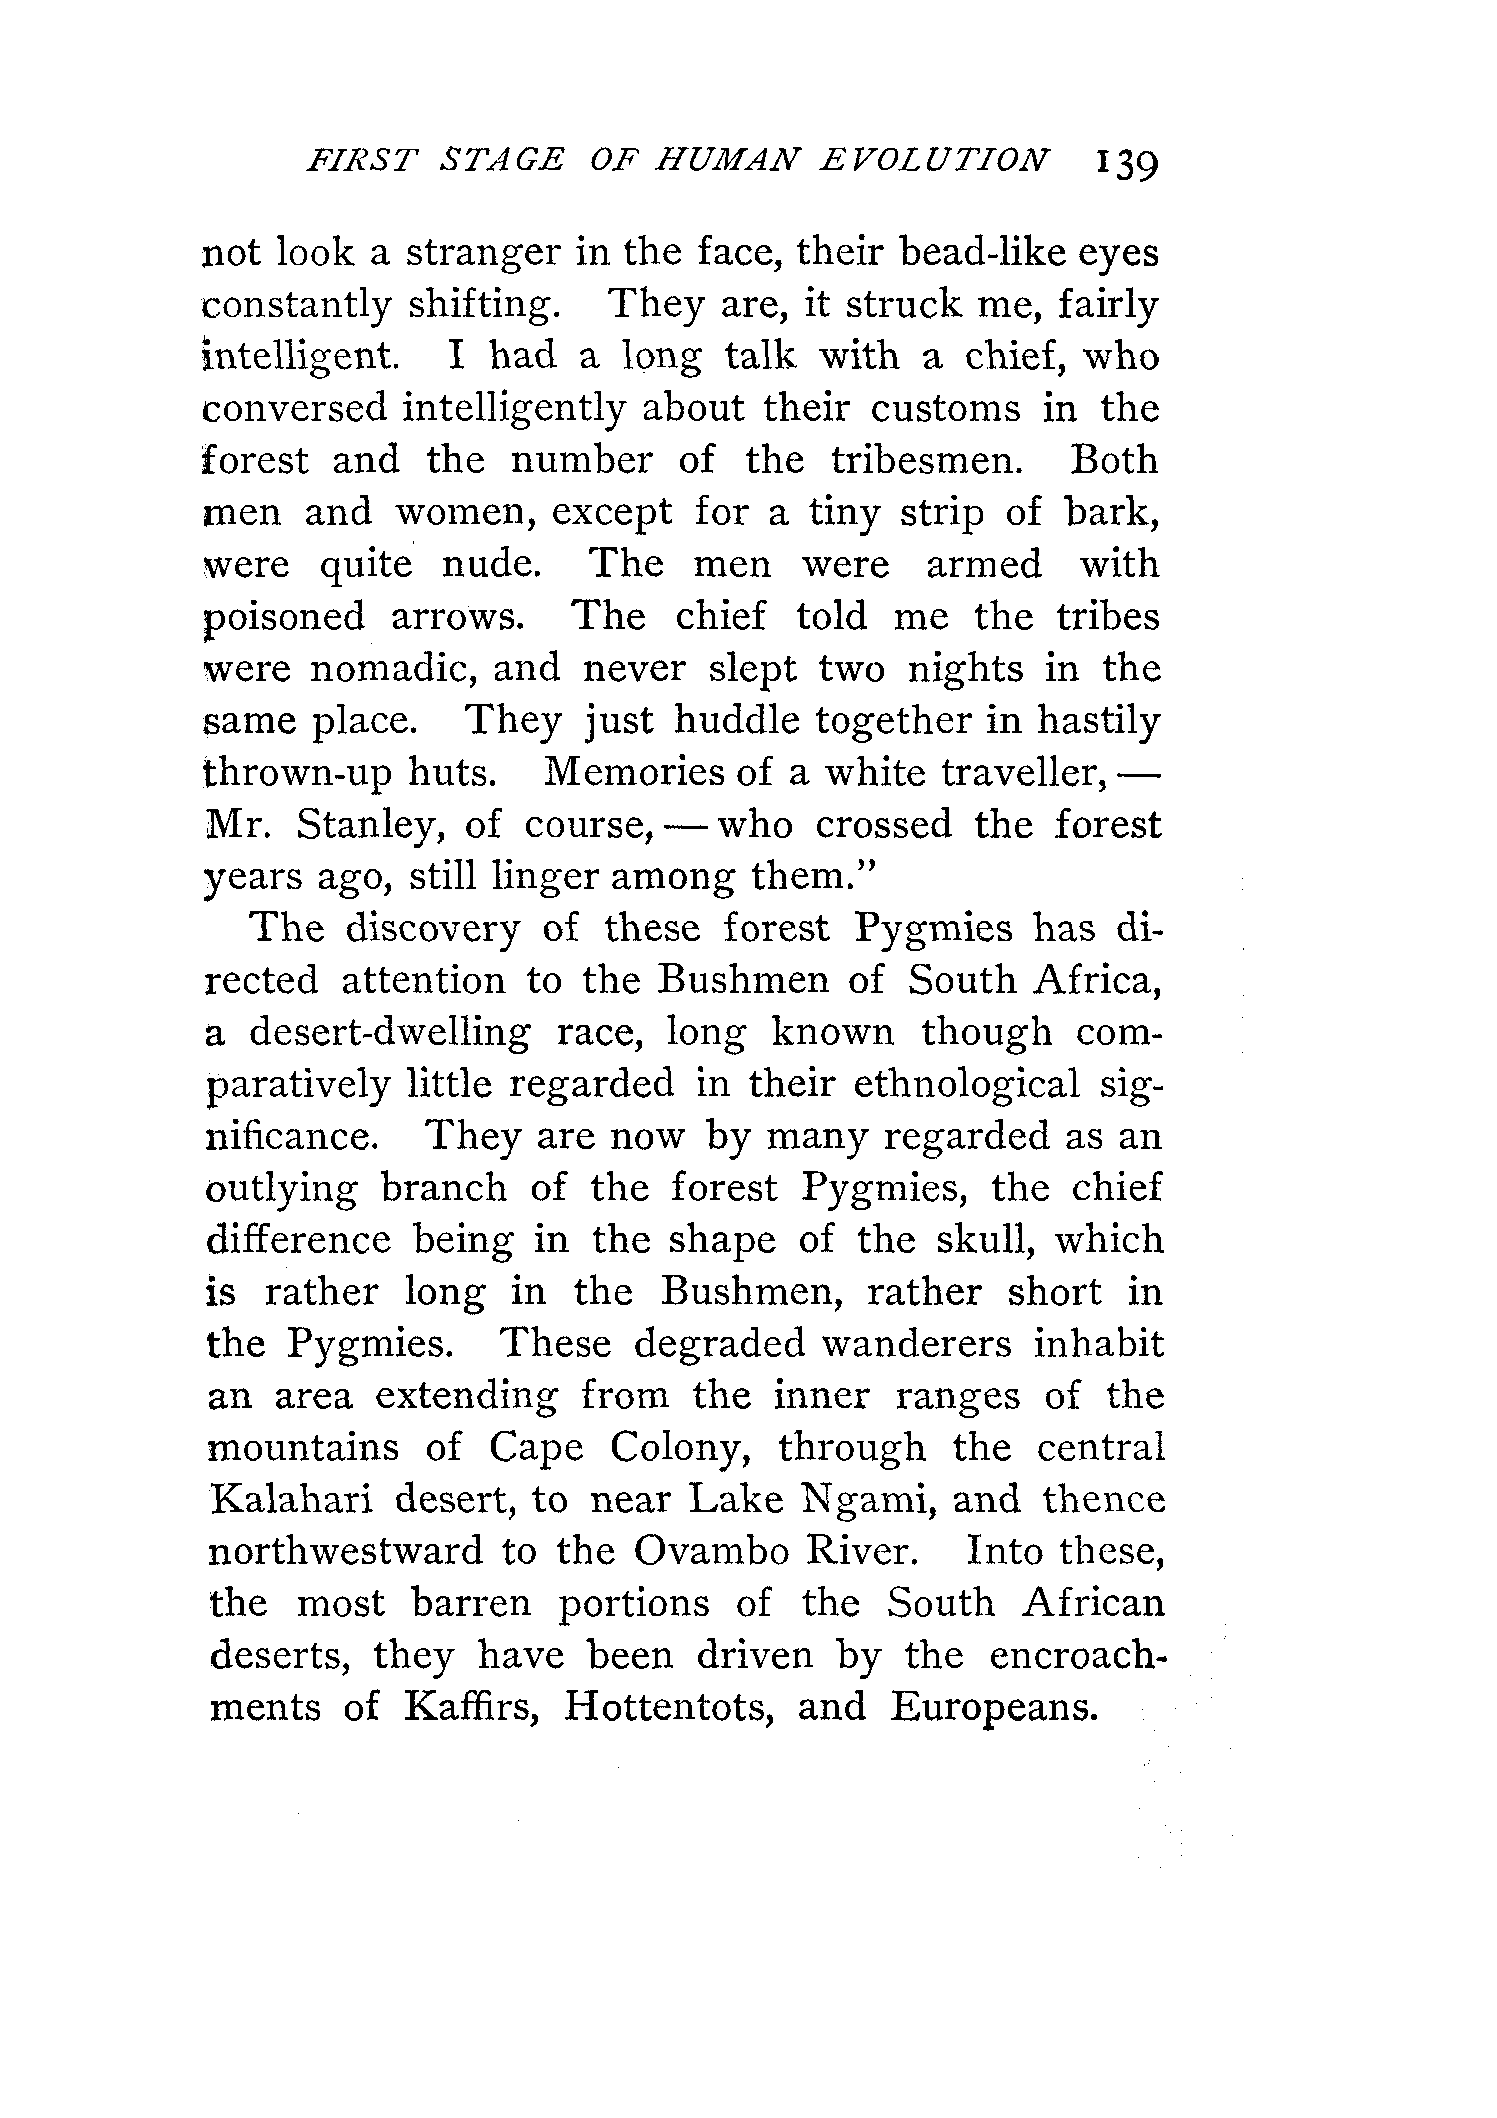 FIRST STAGE OF HUMAN EVOLUTION 139
not look a stranger in the face, their bead-like eyes
constantly shifting. They are, it struck me, fairly
intelligent. I had a long talk with a chief, who
conversed intelligently about their customs in the
forest and the number of the tribesmen. Both
men and women, except for a tiny strip of bark,
were quite nude. The men were armed with
poisoned arrows. The chief told me the tribes
were nomadic, and never slept two nights in the
same place. They just huddle together in hastily
thrown-up huts. Memories of a white traveller, —
Mr. Stanley, of course, — who crossed the forest
years ago, still linger among them."
The discovery of these forest Pygmies has di-
rected attention to the Bushmen of South Africa,
a desert-dwelling race, long known though com-
paratively little regarded in their ethnological sig-
nificance. They are now by many regarded as an
outlying branch of the forest Pygmies, the chief
difference being in the shape of the skull, which
is rather long in the Bushmen, rather short in
the Pygmies. These degraded wanderers inhabit
an area extending from the inner ranges of the
mountains of Cape Colony, through the central
Kalahari desert, to near Lake Ngami, and thence
northwestward to the Ovambo River. Into these,
the most barren portions of the South African
deserts, they have been driven by the encroach-
ments of Kaffirs, Hottentots, and Europeans.